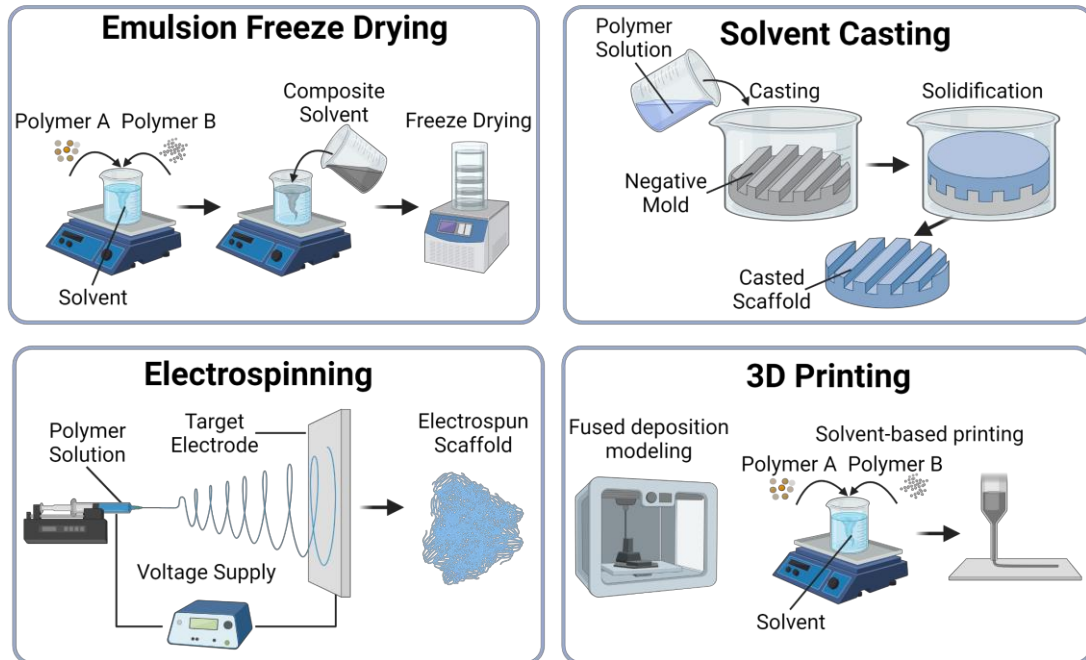 Emulsion Freeze Drying
Polymer A
Polymer B
Solvent
Composite
Solvent
Freeze Drying
Solvent Casting
Polymer
Solution
Casting
Solidification
Negative
Mold
Casted
Scaffold
Electrospinning
Polymer
Solution
Target
Electrode
Electrospun
Scaffold
Voltage Supply
3D Printing
Fused deposition
modeling
Solvent-based printing
Polymer A
Polymer B
Solvent